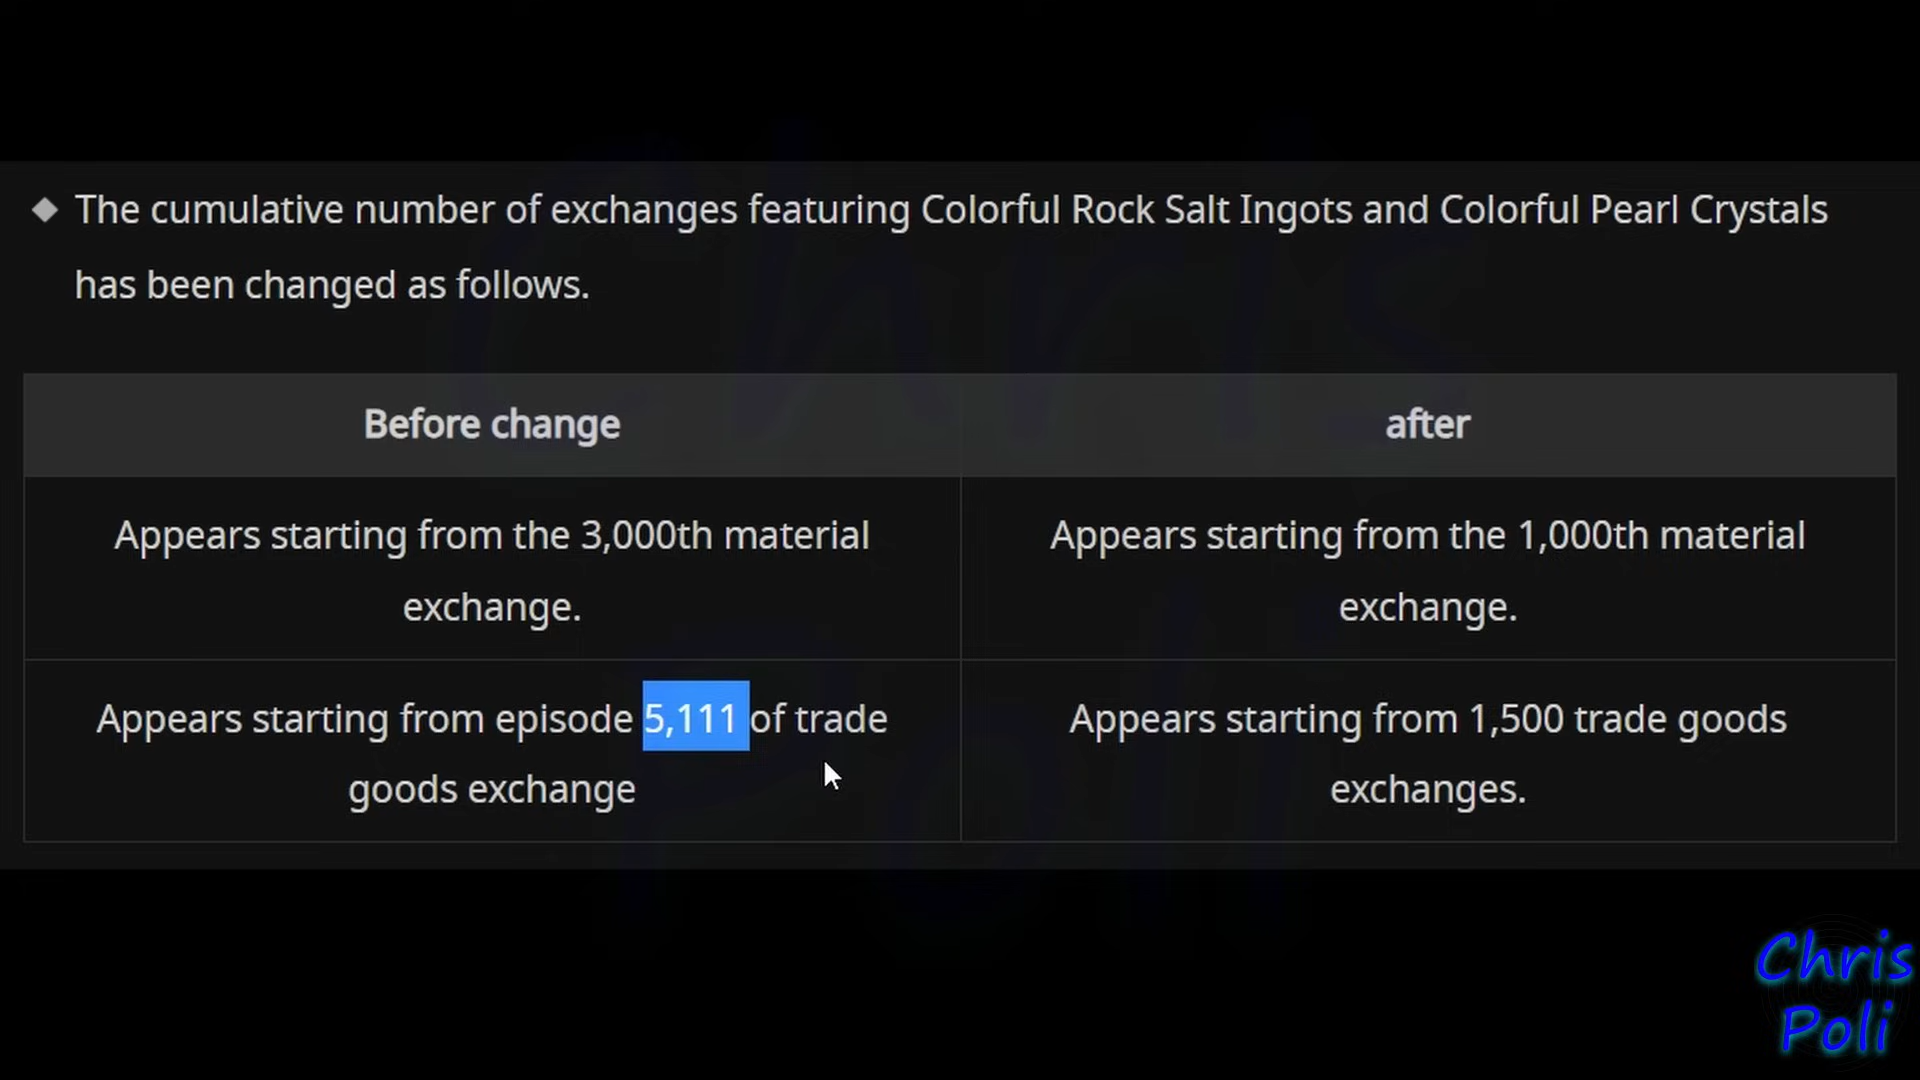 The cumulative number of exchanges featuring Colorful Rock Salt Ingots and Colorful Pearl Crystals
has been changed as follows.
Before change
after
Appears starting from the 3,000th material
exchange.
Appears starting from the 1,000th material
exchange.
Appears starting from episode 5,111 of trade
goods exchange
Appears starting from 1,500 trade goods
exchanges.
Chris
Poli